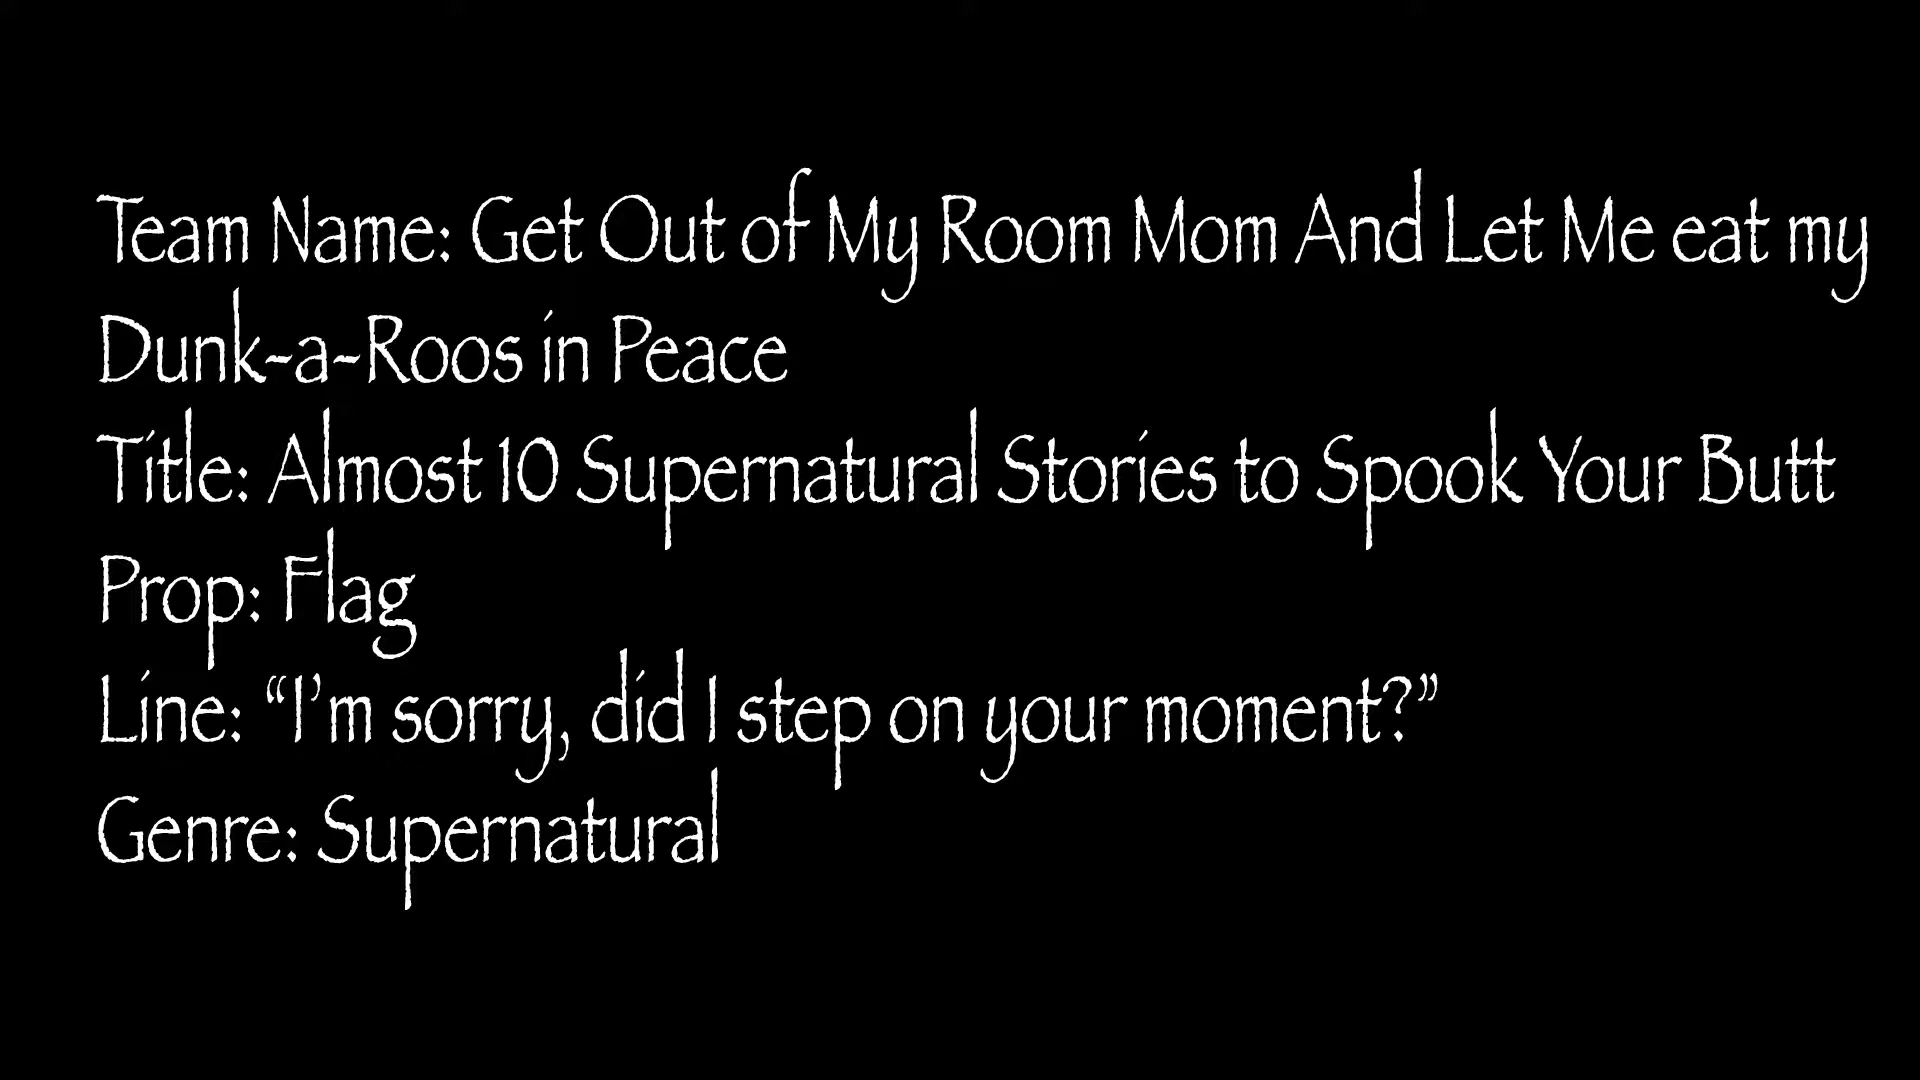 Team Name: Get Out of My Room Mom And Let Me eat my
Dunk-a-Roos in Peace
Title: Almost 10 Supernatural Stories to Spook Your Butt
Prop: Flag
Line: “I’m sorry, did I step on your moment?”
Genre: Supernatural